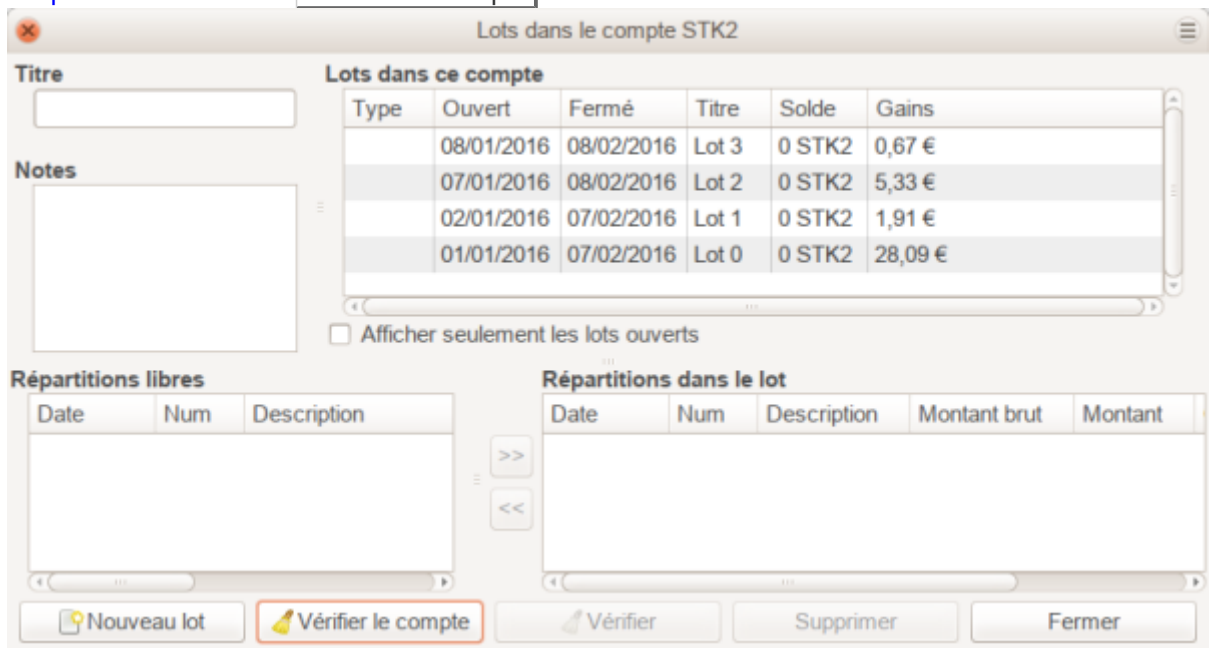 Lots dans le compte STK2
Titre
Lots dans ce compte
Type Ouvert Fermé Titre Solde Gains
08/01/2016 08/02/2016 Lot 3 0 STK2 0,67 €
Notes
07/01/2016 08/02/2016 Lot 2 0 STK2 5,33 €
02/01/2016 07/02/2016 Lot 1 0 STK2 1,91 €
01/01/2016 07/02/2016 Lot 0 0 STK2 28,09 €
Afficher seulement les lots ouverts
Répartitions libres
Répartitions dans le lot
Date Num Description
Date Num Description Montant brut Montant
>>
<<
Nouveau lot Vérifier le compte Vérifier Supprimer Fermer